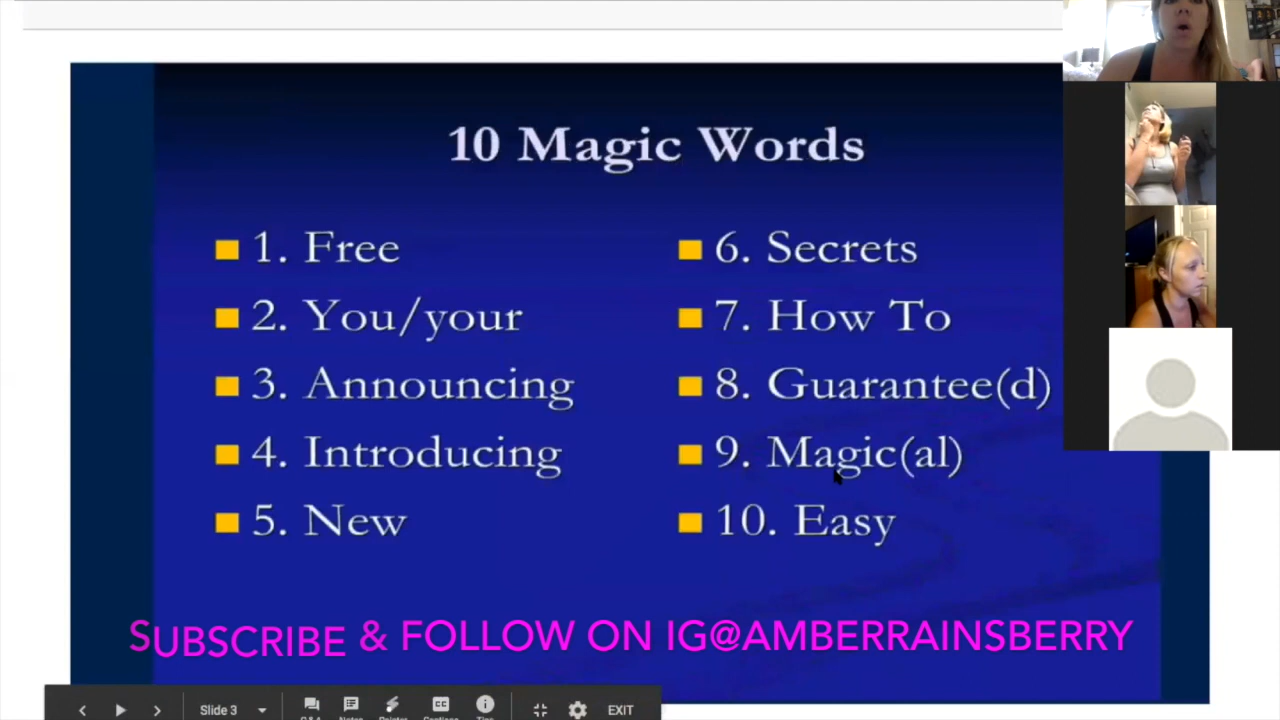 10 Magic Words
1. Free
2. You/your
3. Announcing
4. Introducing
5. New
6. Secrets
7. How To
8. Guarantee(d)
9. Magic(al)
10. Easy
SUBSCRIBE & FOLLOW ON IG@AMBERRAINSBERRY
Slide 3
EXIT